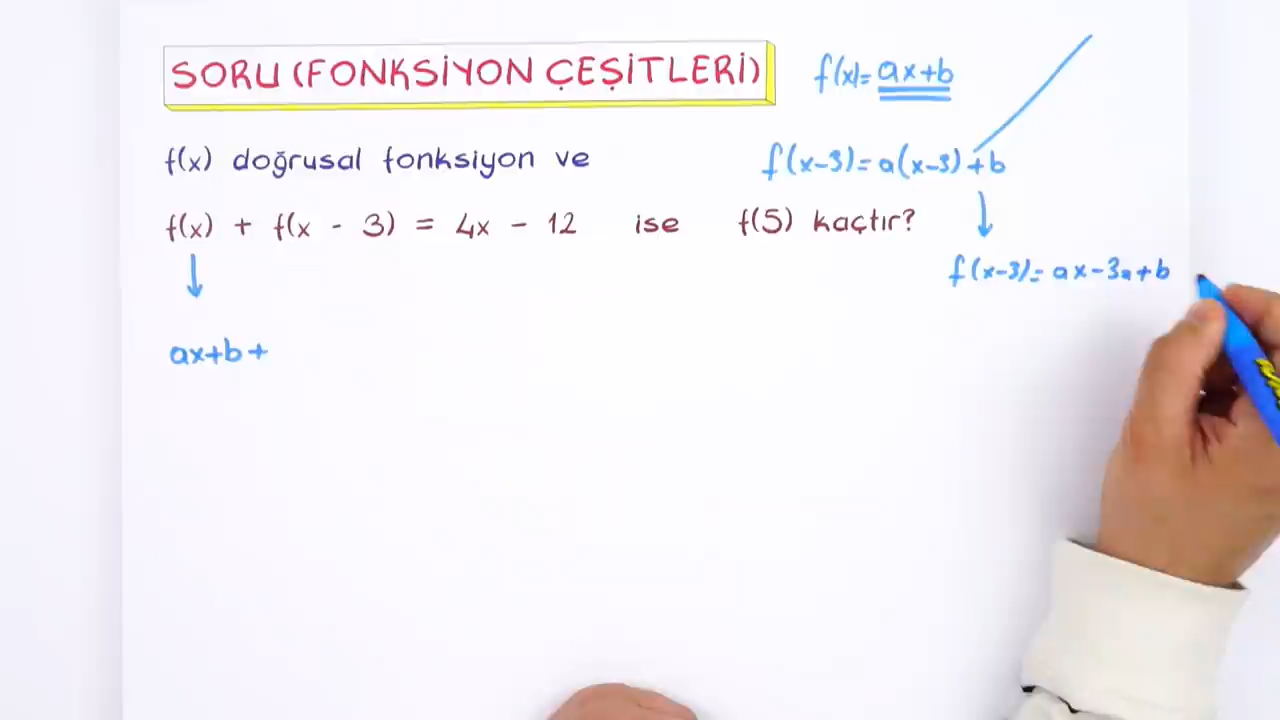 SORU (FONKSİYON ÇEŞİTLERİ)
f(x)= ax+b
f(x) doğrusal fonksiyon ve
f(x-3)= a(x-3)+b
f(x) + f(x - 3) = 4x - 12 ise f(5) kaçtır?
f(x-3)= ax-3a+b
ax+b+